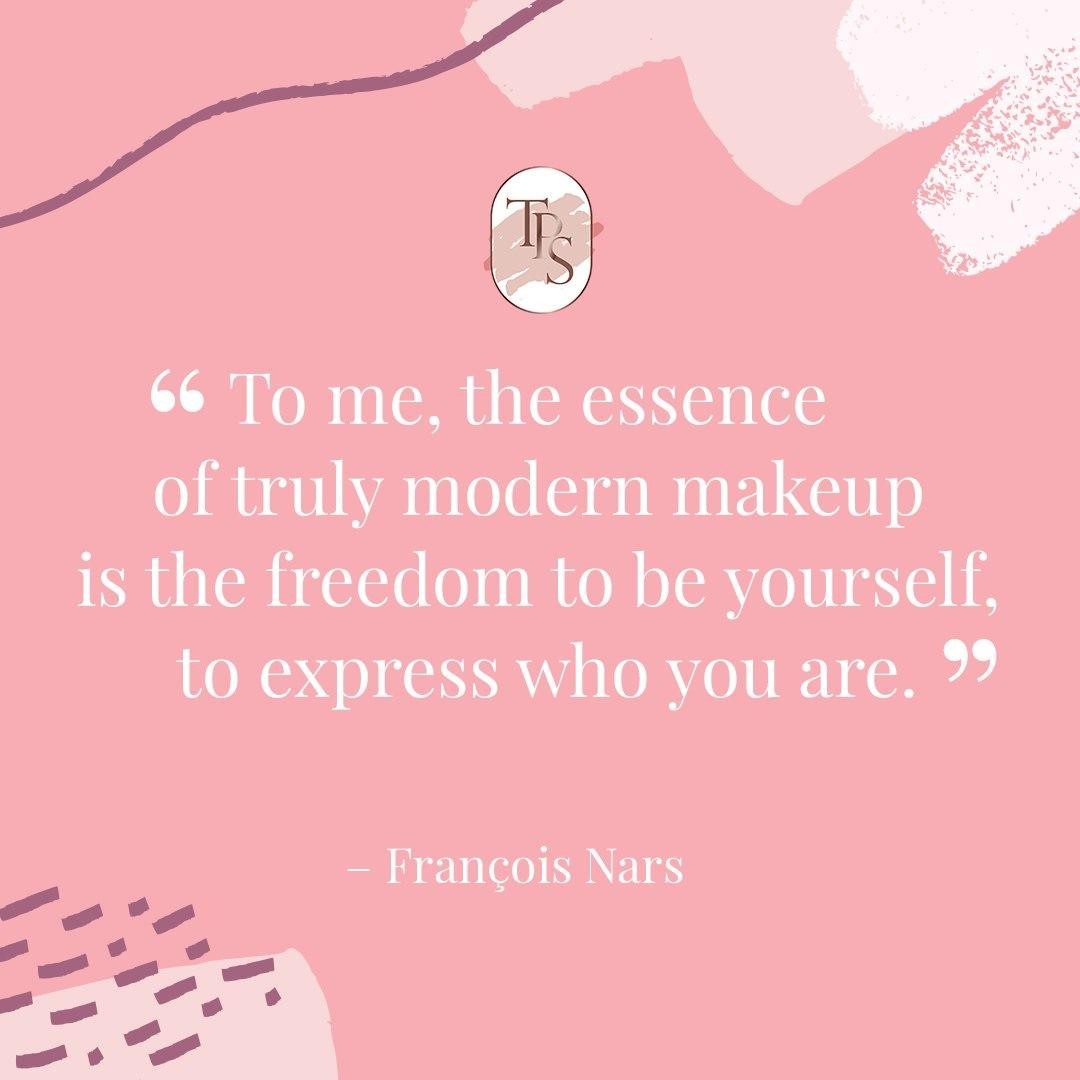 TPS
“ To me, the essence
of truly modern makeup
is the freedom to be yourself,
to express who you are. ”
– François Nars